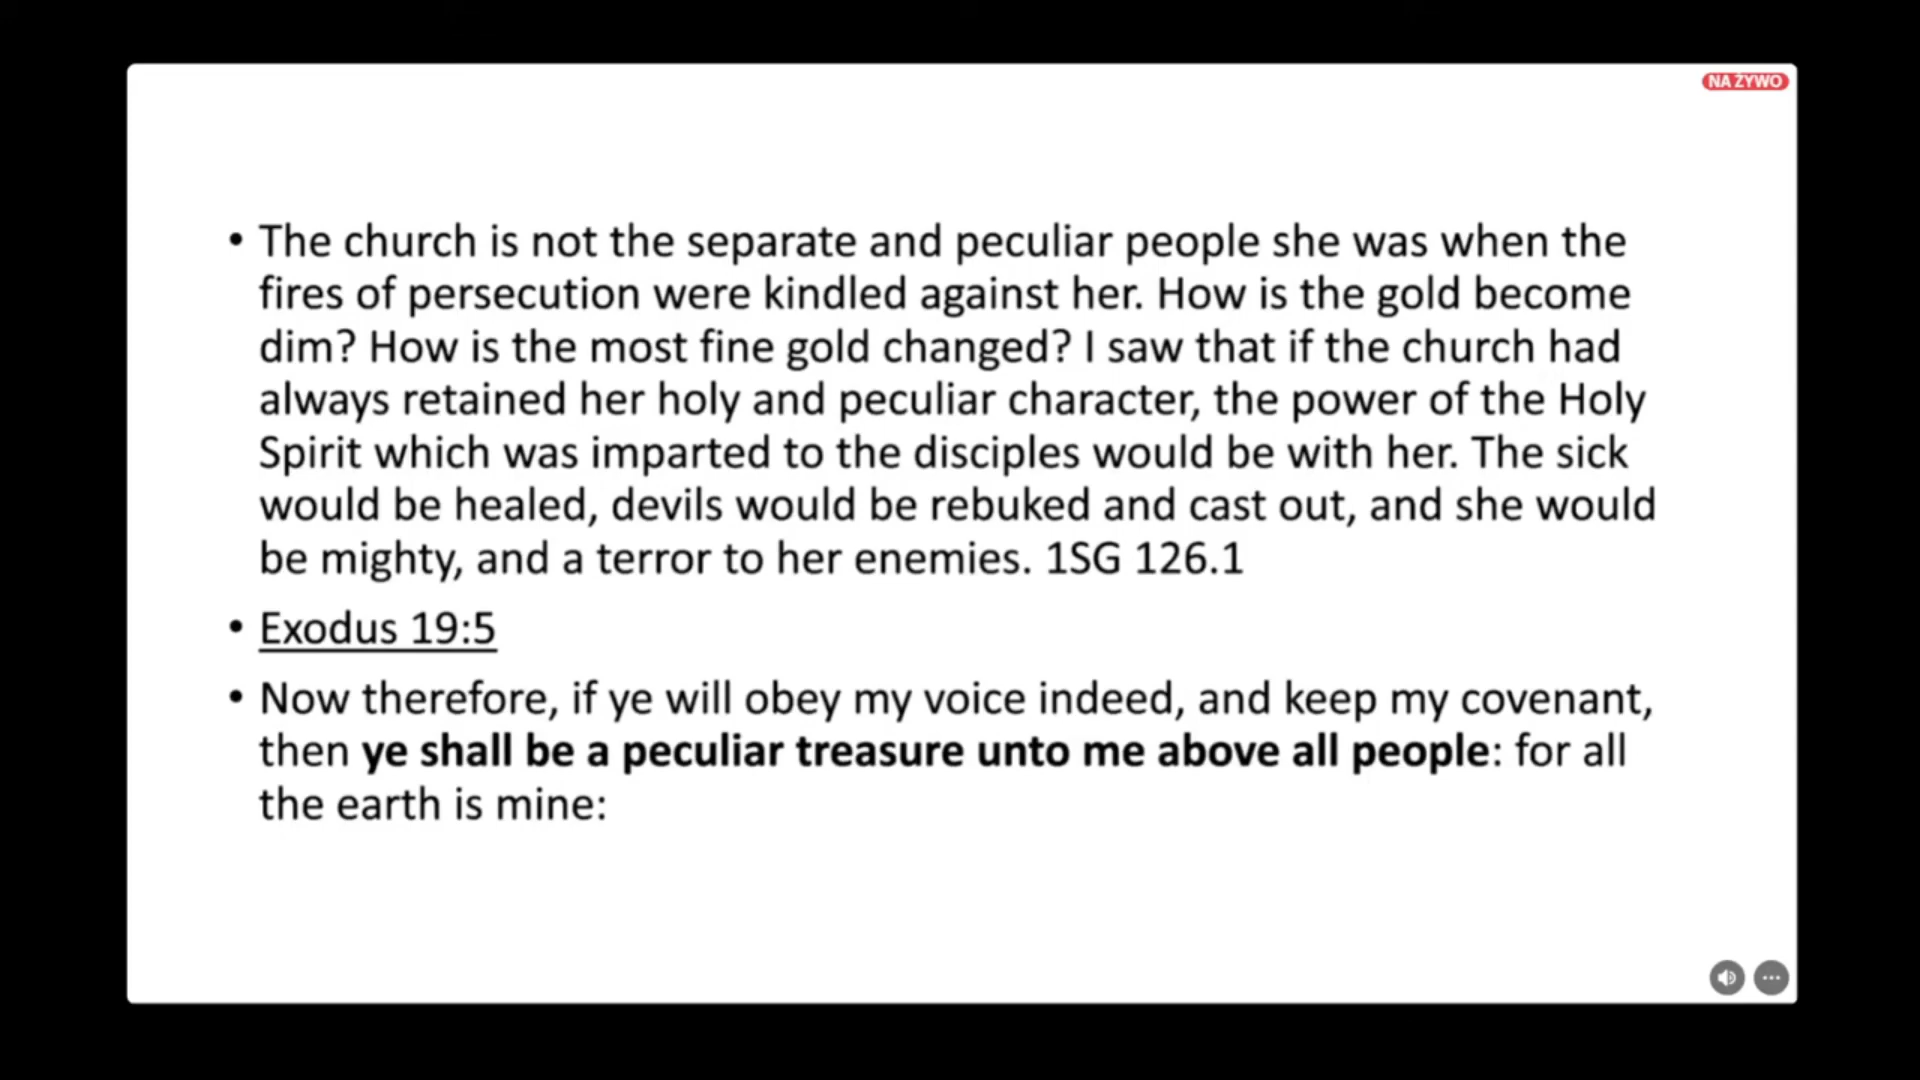 NA ŻYWO
• The church is not the separate and peculiar people she was when the
fires of persecution were kindled against her. How is the gold become
dim? How is the most fine gold changed? I saw that if the church had
always retained her holy and peculiar character, the power of the Holy
Spirit which was imparted to the disciples would be with her. The sick
would be healed, devils would be rebuked and cast out, and she would
be mighty, and a terror to her enemies. 1SG 126.1
• Exodus 19:5
• Now therefore, if ye will obey my voice indeed, and keep my covenant,
then ye shall be a peculiar treasure unto me above all people: for all
the earth is mine: